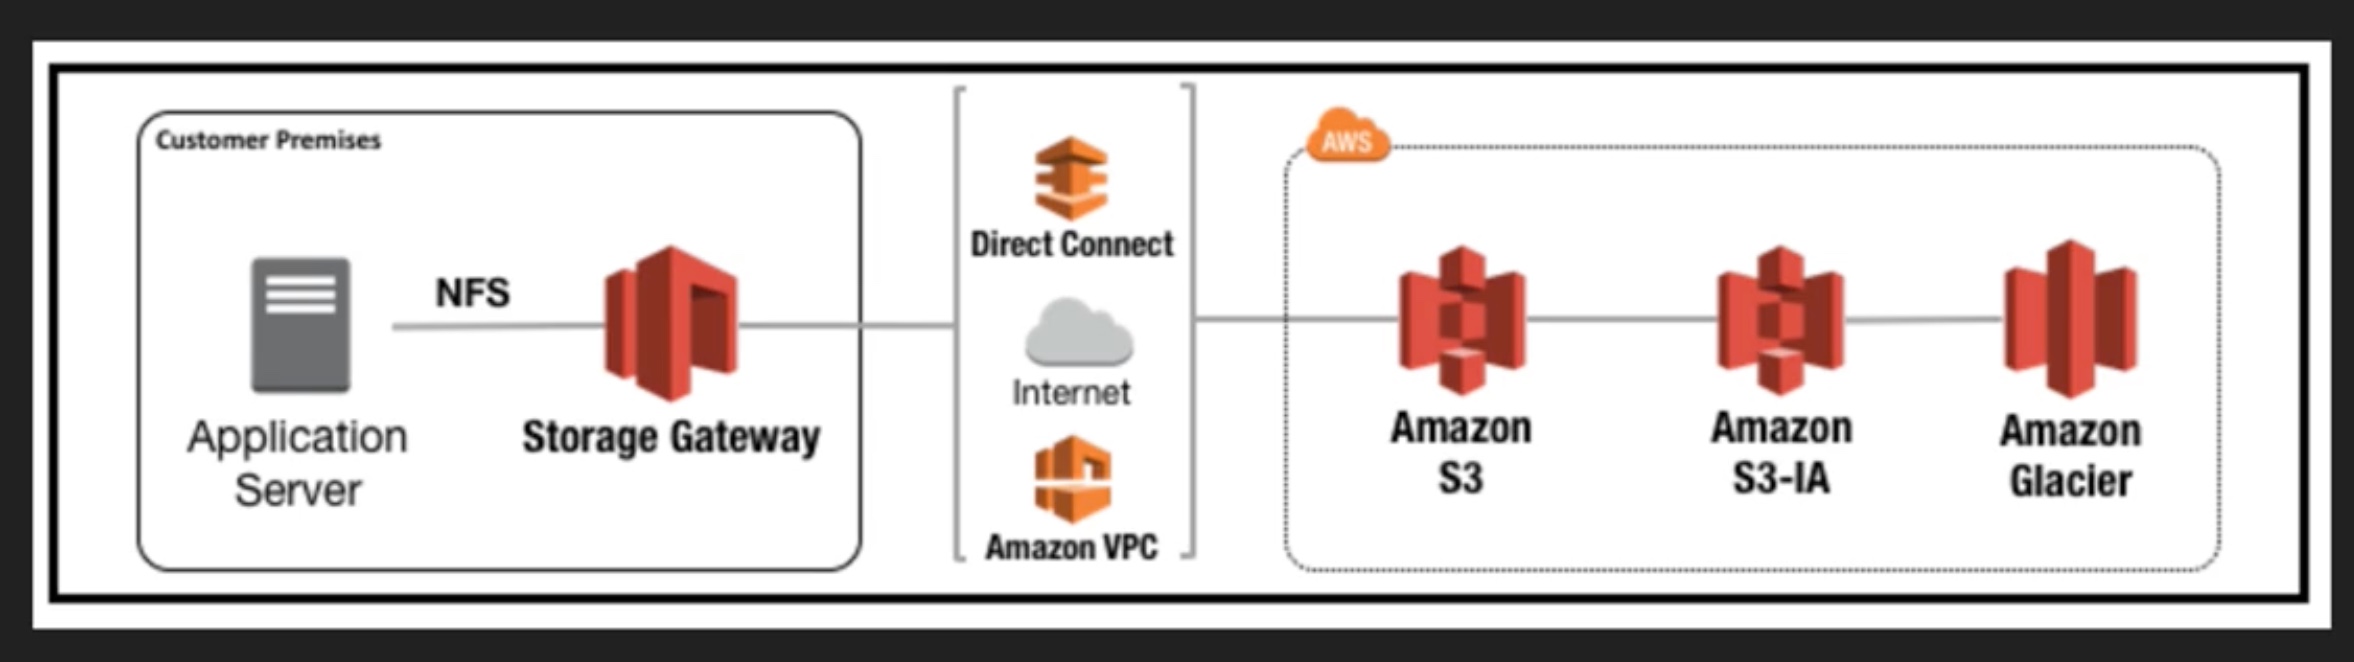 Customer Premises
NFS
Application
Server
Storage Gateway
Direct Connect
Internet
Amazon VPC
AWS
Amazon
S3
Amazon
S3-IA
Amazon
Glacier